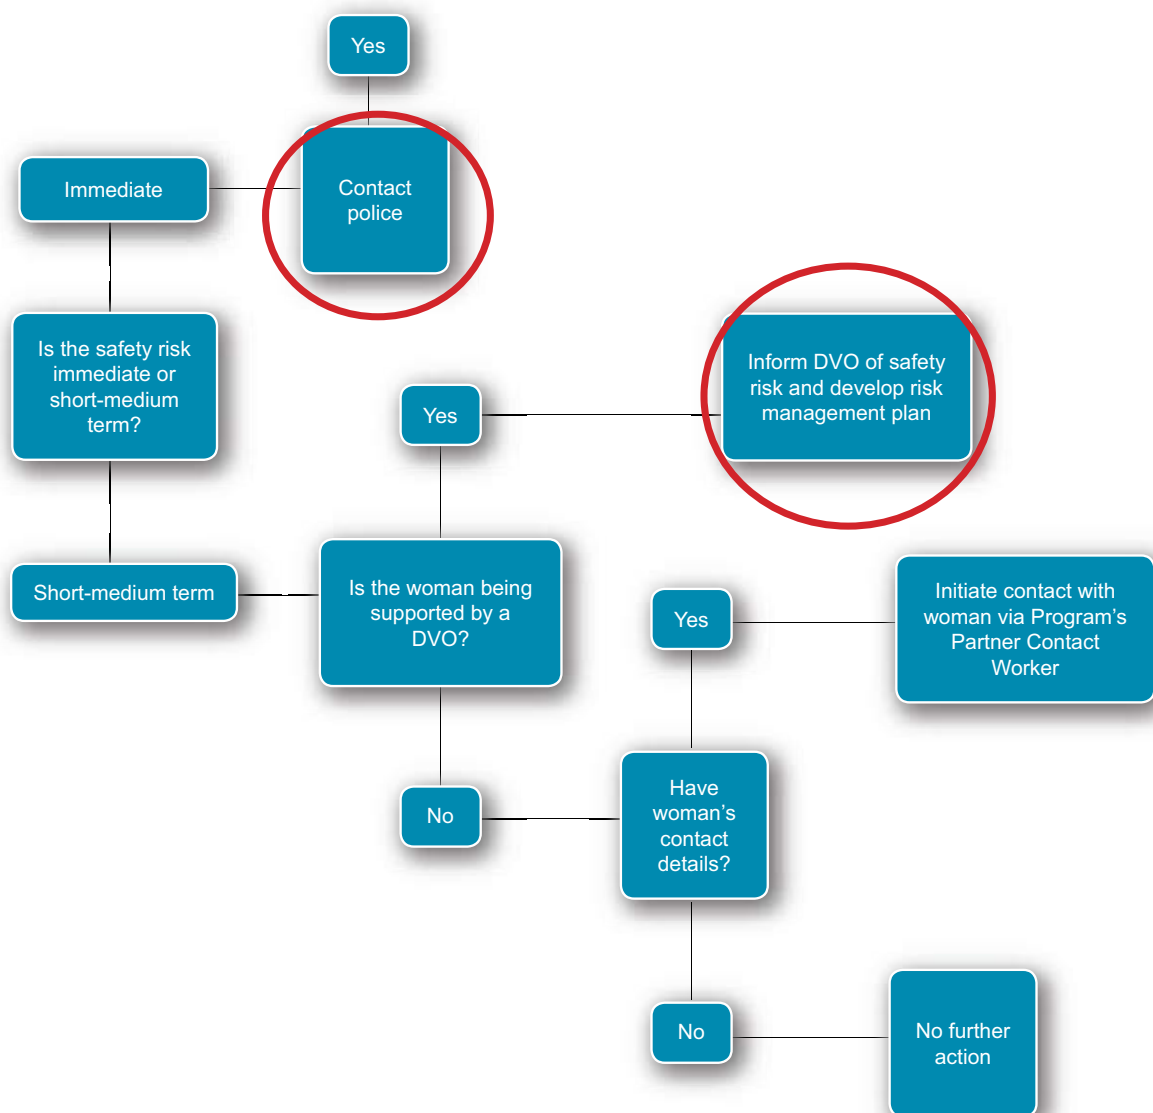 Yes
Contact
police
Immediate
Is the safety risk
immediate or
short-medium
term?
Inform DVO of safety
risk and develop risk
management plan
Yes
Short-medium term
Is the woman being
supported by a
DVO?
Yes
Initiate contact with
woman via Program’s
Partner Contact
Worker
No
Have
woman’s
contact
details?
No
No further
action